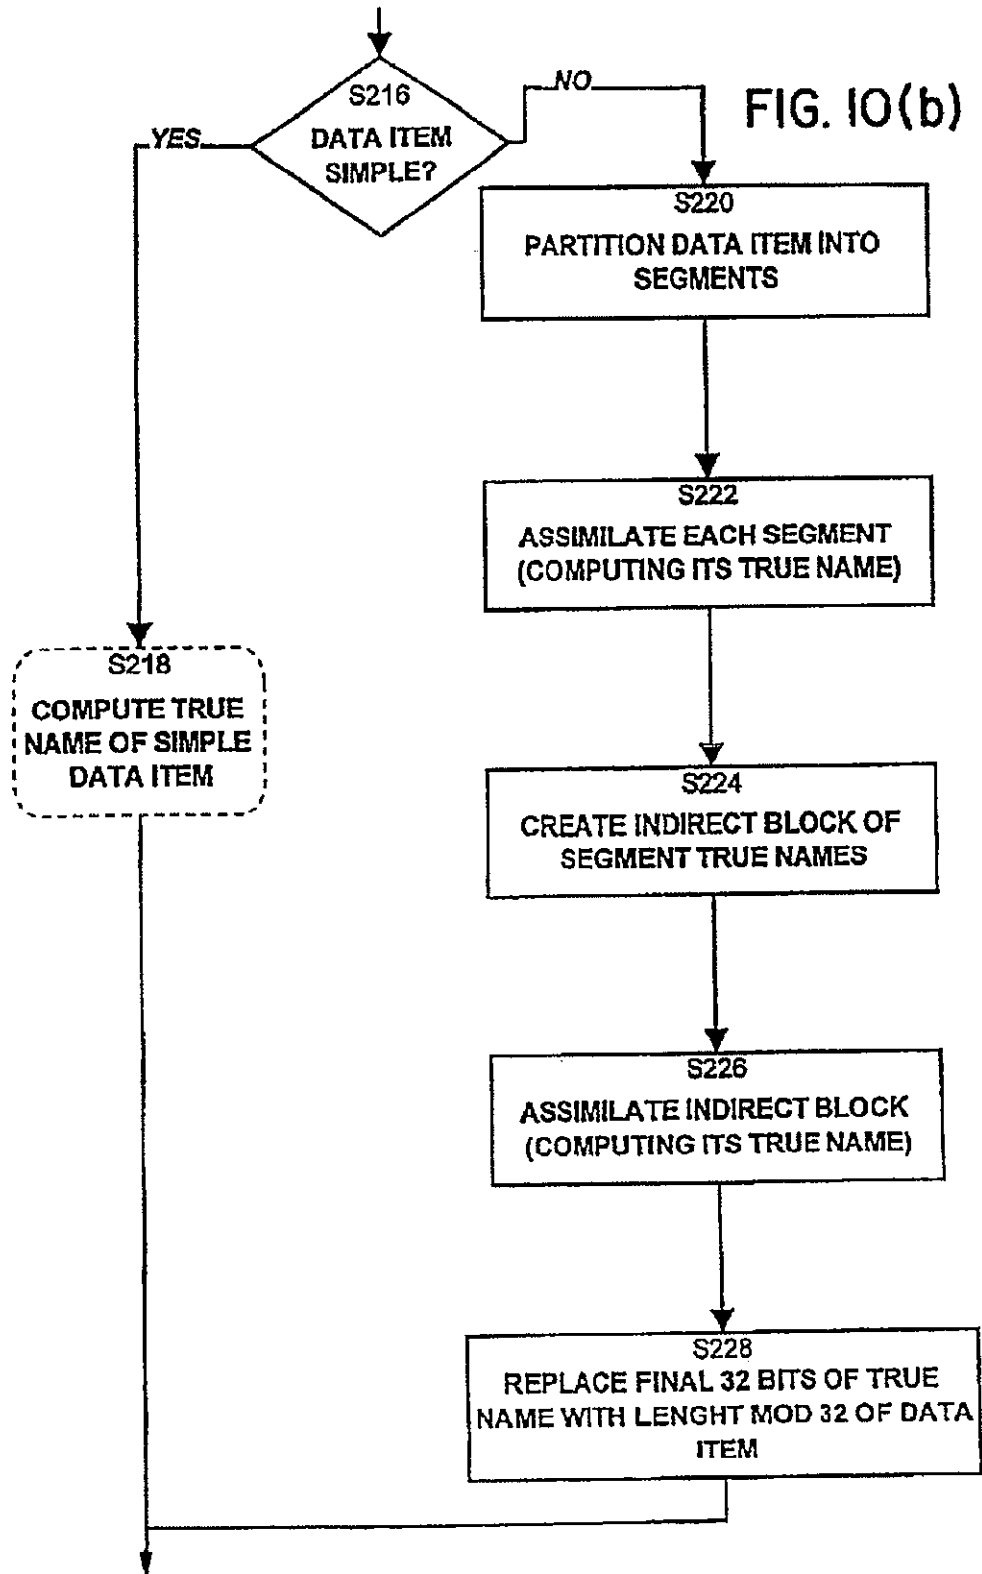 FIG. 10(b)
S216
DATA ITEM
SIMPLE?
YES
NO
S220
PARTITION DATA ITEM INTO
SEGMENTS
S222
ASSIMILATE EACH SEGMENT
(COMPUTING ITS TRUE NAME)
S218
COMPUTE TRUE
NAME OF SIMPLE
DATA ITEM
S224
CREATE INDIRECT BLOCK OF
SEGMENT TRUE NAMES
S226
ASSIMILATE INDIRECT BLOCK
(COMPUTING ITS TRUE NAME)
S228
REPLACE FINAL 32 BITS OF TRUE
NAME WITH LENGHT MOD 32 OF DATA
ITEM